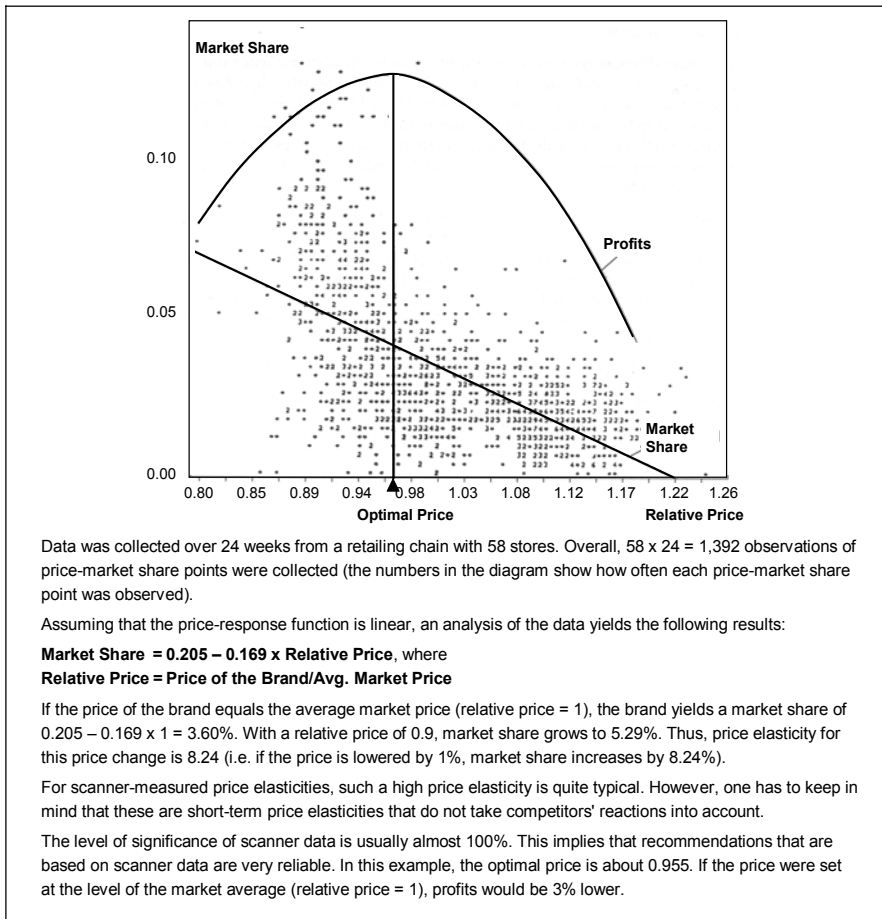 Market Share
0.10
Profits
0.05
Market
Share
0.00
0.80 0.85 0.89 0.94 0.98 1.03 1.08 1.12 1.17 1.22 1.26
Optimal Price Relative Price
Data was collected over 24 weeks from a retailing chain with 58 stores. Overall, 58 x 24 = 1,392 observations of
price-market share points were collected (the numbers in the diagram show how often each price-market share
point was observed).
Assuming that the price-response function is linear, an analysis of the data yields the following results:
Market Share = 0.205 – 0.169 x Relative Price, where
Relative Price = Price of the Brand/Avg. Market Price
If the price of the brand equals the average market price (relative price = 1), the brand yields a market share of
0.205 – 0.169 x 1 = 3.60%. With a relative price of 0.9, market share grows to 5.29%. Thus, price elasticity for
this price change is 8.24 (i.e. if the price is lowered by 1%, market share increases by 8.24%).
For scanner-measured price elasticities, such a high price elasticity is quite typical. However, one has to keep in
mind that these are short-term price elasticities that do not take competitors' reactions into account.
The level of significance of scanner data is usually almost 100%. This implies that recommendations that are
based on scanner data are very reliable. In this example, the optimal price is about 0.955. If the price were set
at the level of the market average (relative price = 1), profits would be 3% lower.